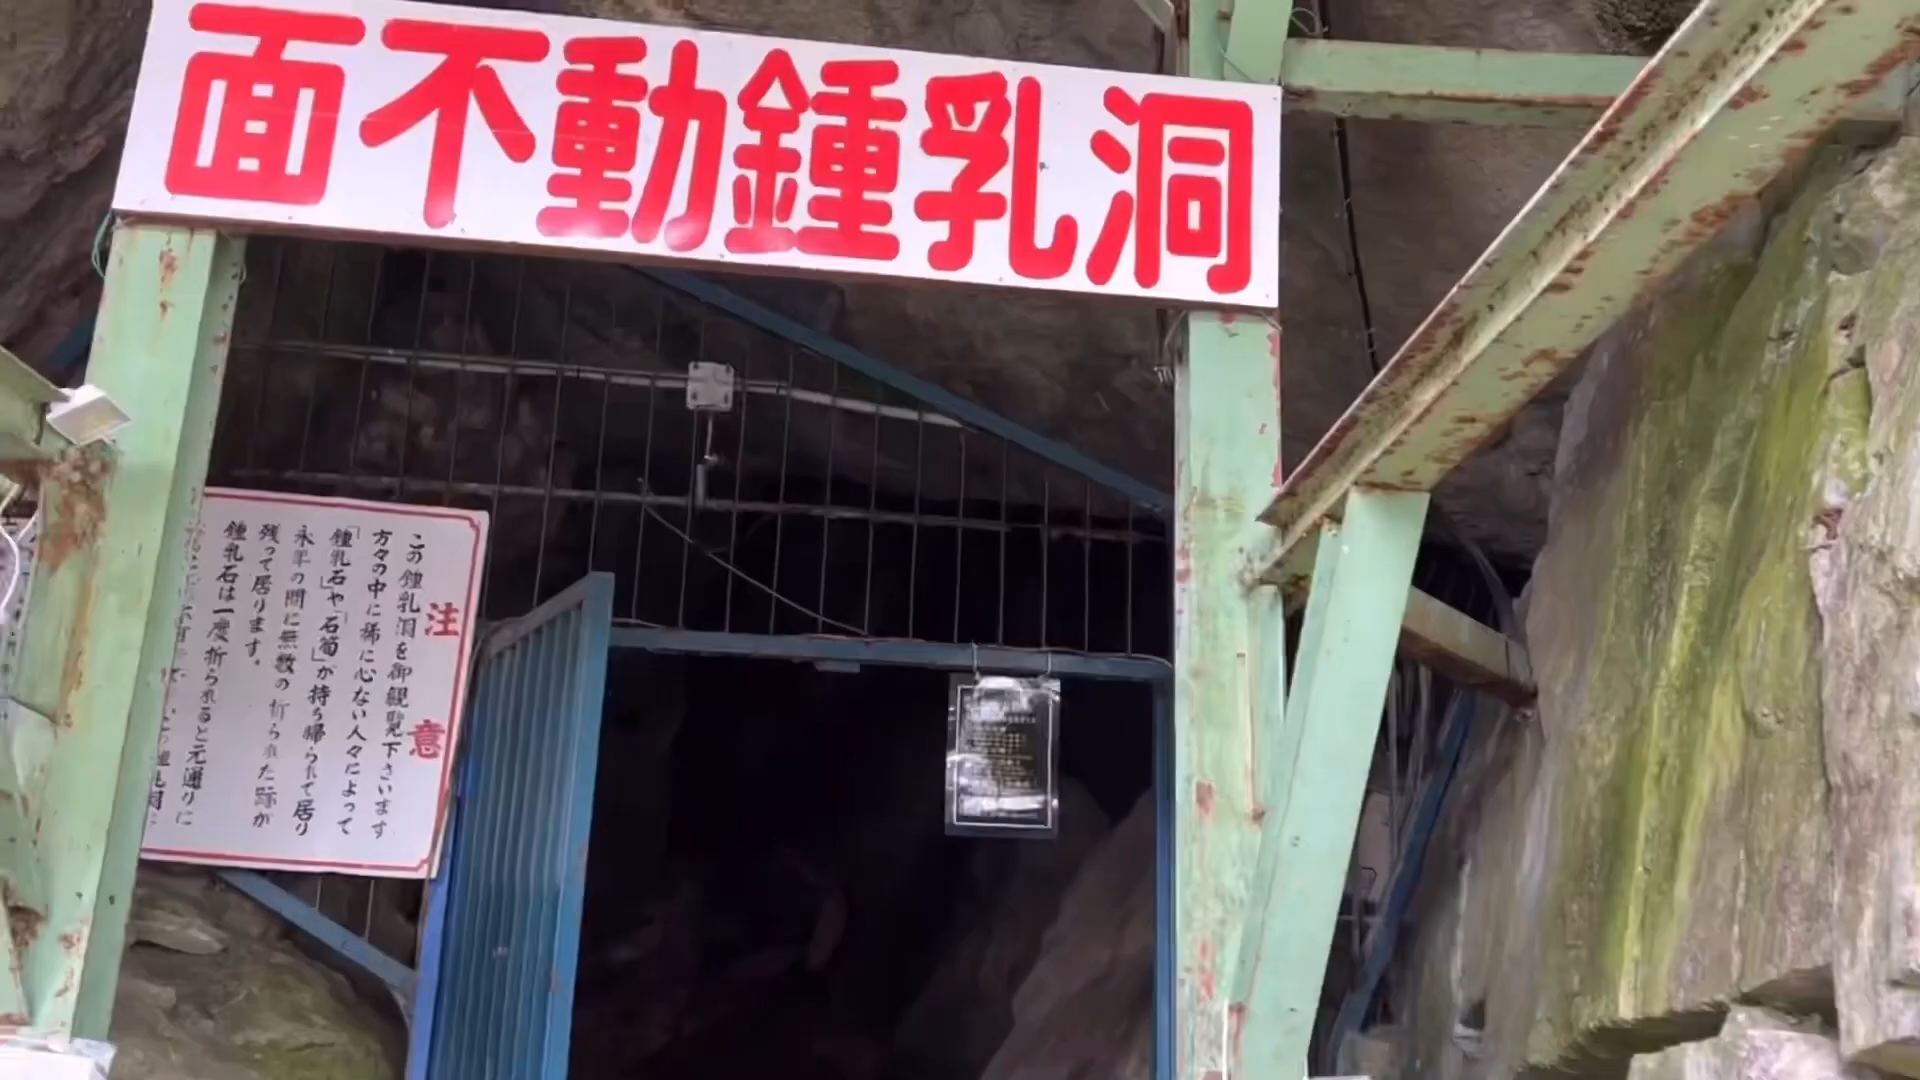 面不動鍾乳洞
注意
この鍾乳洞を御観覧下さいます
方々の中に稀に心ない人々によって
「鍾乳石」や「石筍」が持ち帰られて居り
永年の間に無数の折られた跡が
残って居ります。
鍾乳石は一度折られると元通りに